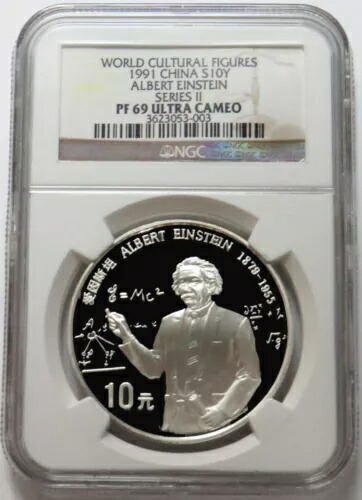 WORLD CULTURAL FIGURES
1991 CHINA S10Y
ALBERT EINSTEIN
SERIES II
PF 69 ULTRA CAMEO
3623053-003
NGC
爱因斯坦 ALBERT EINSTEIN 1879-1955
= Mc²
A
10元